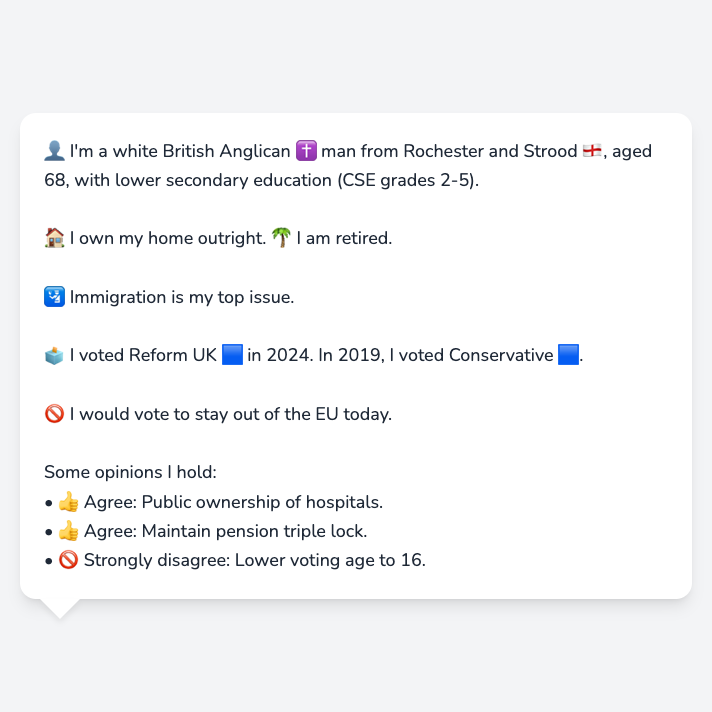 👤 I'm a white British Anglican ✝️ man from Rochester and Strood 🏴󠁧󠁢󠁥󠁮󠁧󠁿, aged
68, with lower secondary education (CSE grades 2-5).
🏠 I own my home outright. 🌴 I am retired.
🛂 Immigration is my top issue.
🗳️ I voted Reform UK 🟦 in 2024. In 2019, I voted Conservative 🟦.
🚫 I would vote to stay out of the EU today.
Some opinions I hold:
• 👍 Agree: Public ownership of hospitals.
• 👍 Agree: Maintain pension triple lock.
• 🚫 Strongly disagree: Lower voting age to 16.